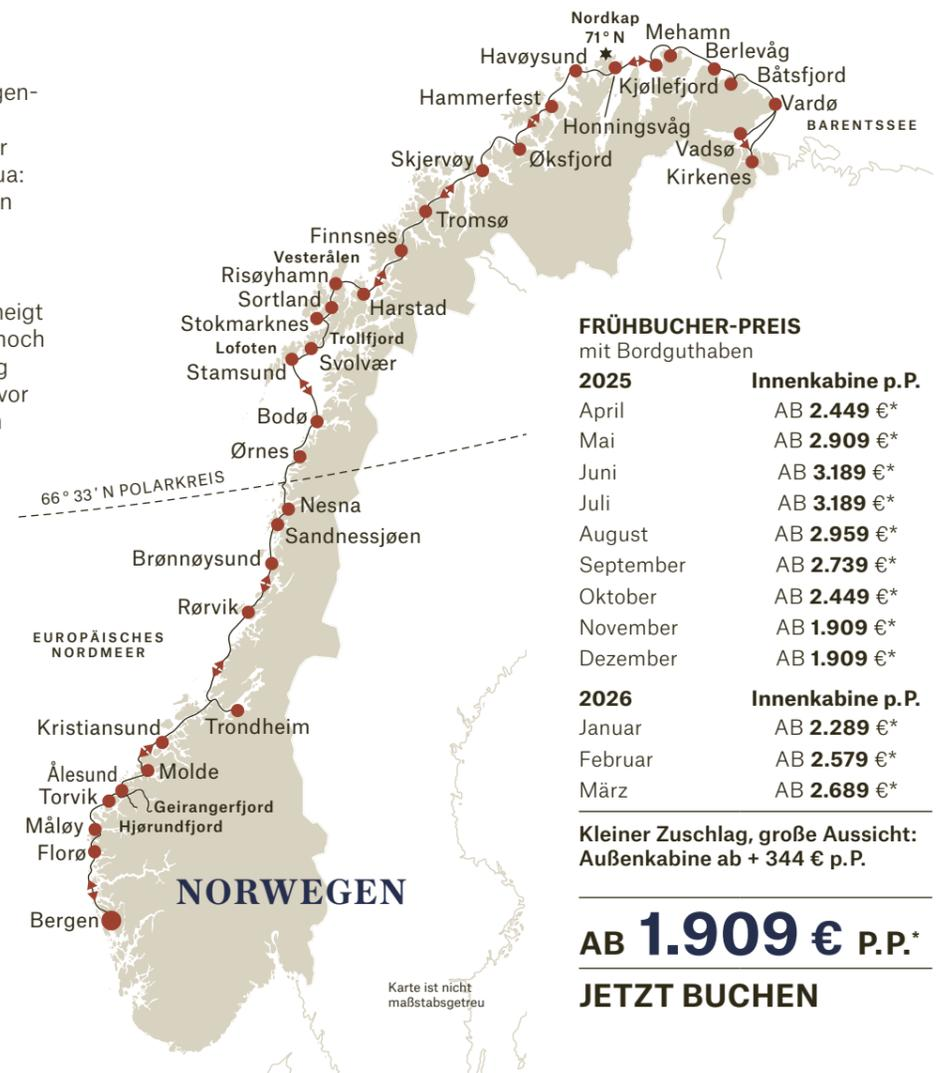 gen-
r
ua:
n
neigt
noch
g
vor
n
Nordkap
71° N
Mehamn
Havøysund
Berlevåg
Kjøllefjord
Båtsfjord
Hammerfest
Vardø
Honningsvåg
BARENTSSEE
Vadsø
Skjervøy
Øksfjord
Kirkenes
Tromsø
Finnsnes
Vesterålen
Risøyhamn
Sortland
Harstad
Stokmarknes
Trollfjord
Lofoten
Svolvær
Stamsund
Bodø
Ørnes
66° 33' N POLARKREIS
Nesna
Sandnessjøen
Brønnøysund
Rørvik
EUROPÄISCHES
NORDMEER
Kristiansund
Trondheim
Ålesund
Molde
Torvik
Geirangerfjord
Måløy
Hjørundfjord
Florø
NORWEGEN
Bergen
Karte ist nicht
maßstabsgetreu
FRÜHBUCHER-PREIS
mit Bordguthaben
2025 Innenkabine p.P.
April AB 2.449 €*
Mai AB 2.909 €*
Juni AB 3.189 €*
Juli AB 3.189 €*
August AB 2.959 €*
September AB 2.739 €*
Oktober AB 2.449 €*
November AB 1.909 €*
Dezember AB 1.909 €*
2026 Innenkabine p.P.
Januar AB 2.289 €*
Februar AB 2.579 €*
März AB 2.689 €*
Kleiner Zuschlag, große Aussicht:
Außenkabine ab + 344 € p.P.
AB 1.909 € P.P.*
JETZT BUCHEN